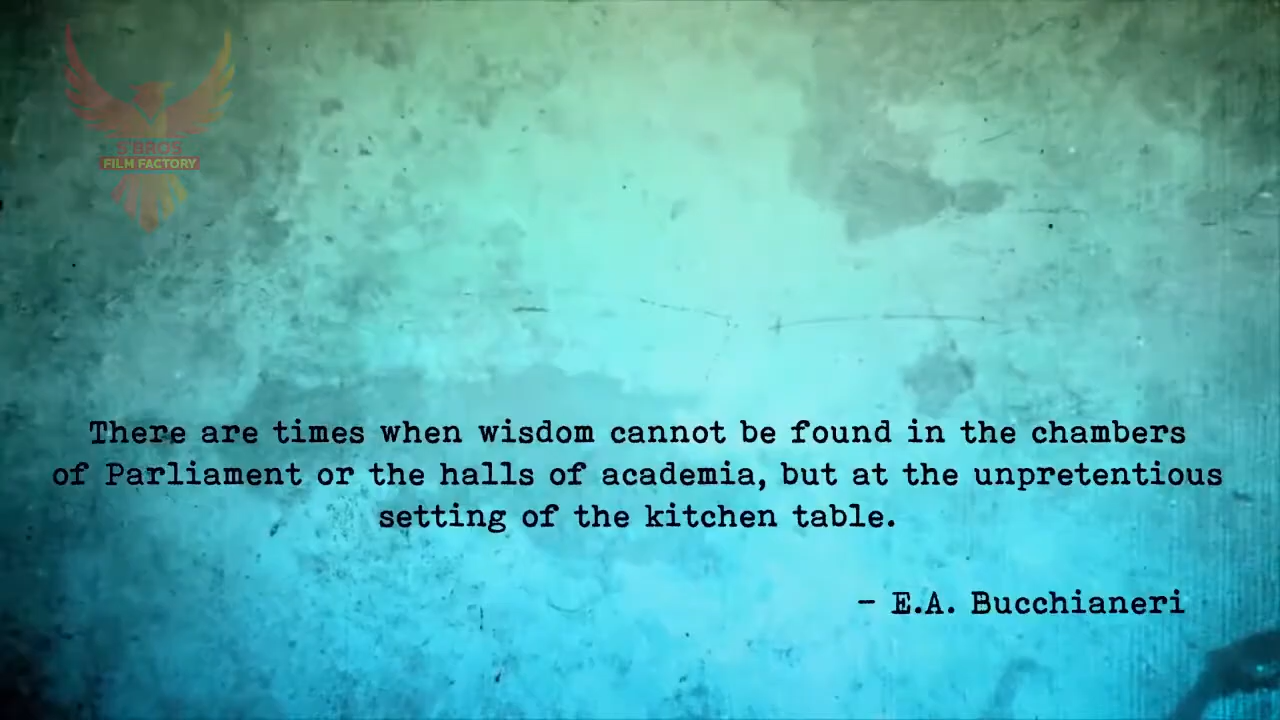 S'BROS
FILM FACTORY
There are times when wisdom cannot be found in the chambers
of Parliament or the halls of academia, but at the unpretentious
setting of the kitchen table.
– E.A. Bucchianeri